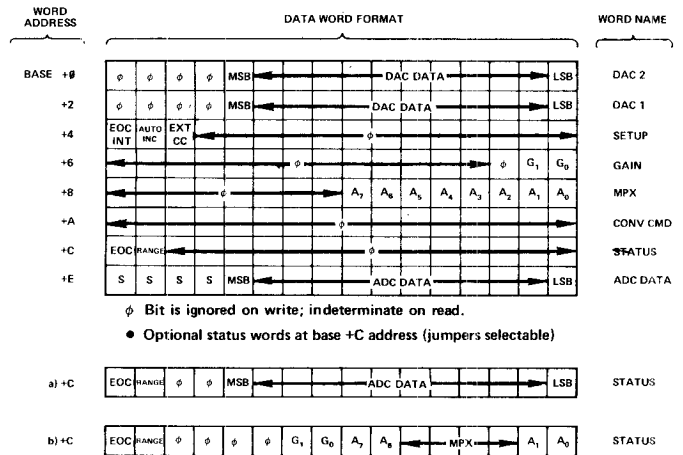 WORD ADDRESS DATA WORD FORMAT WORD NAME
BASE +0 φ φ φ φ MSB DAC DATA LSB DAC 2
+2 φ φ φ φ MSB DAC DATA LSB DAC 1
+4 EOC INT AUTO INC EXT CC φ SETUP
+6 φ φ G1 G0 GAIN
+8 φ A7 A6 A5 A4 A3 A2 A1 A0 MPX
+A φ CONV CMD
+C EOC RANGE φ STATUS
+E S S S S MSB ADC DATA LSB ADC DATA
φ Bit is ignored on write; indeterminate on read.
• Optional status words at base +C address (jumpers selectable)
a) +C EOC RANGE φ φ MSB ADC DATA LSB STATUS
b) +C EOC RANGE φ φ φ φ G1 G0 A7 A6 MPX A1 A0 STATUS